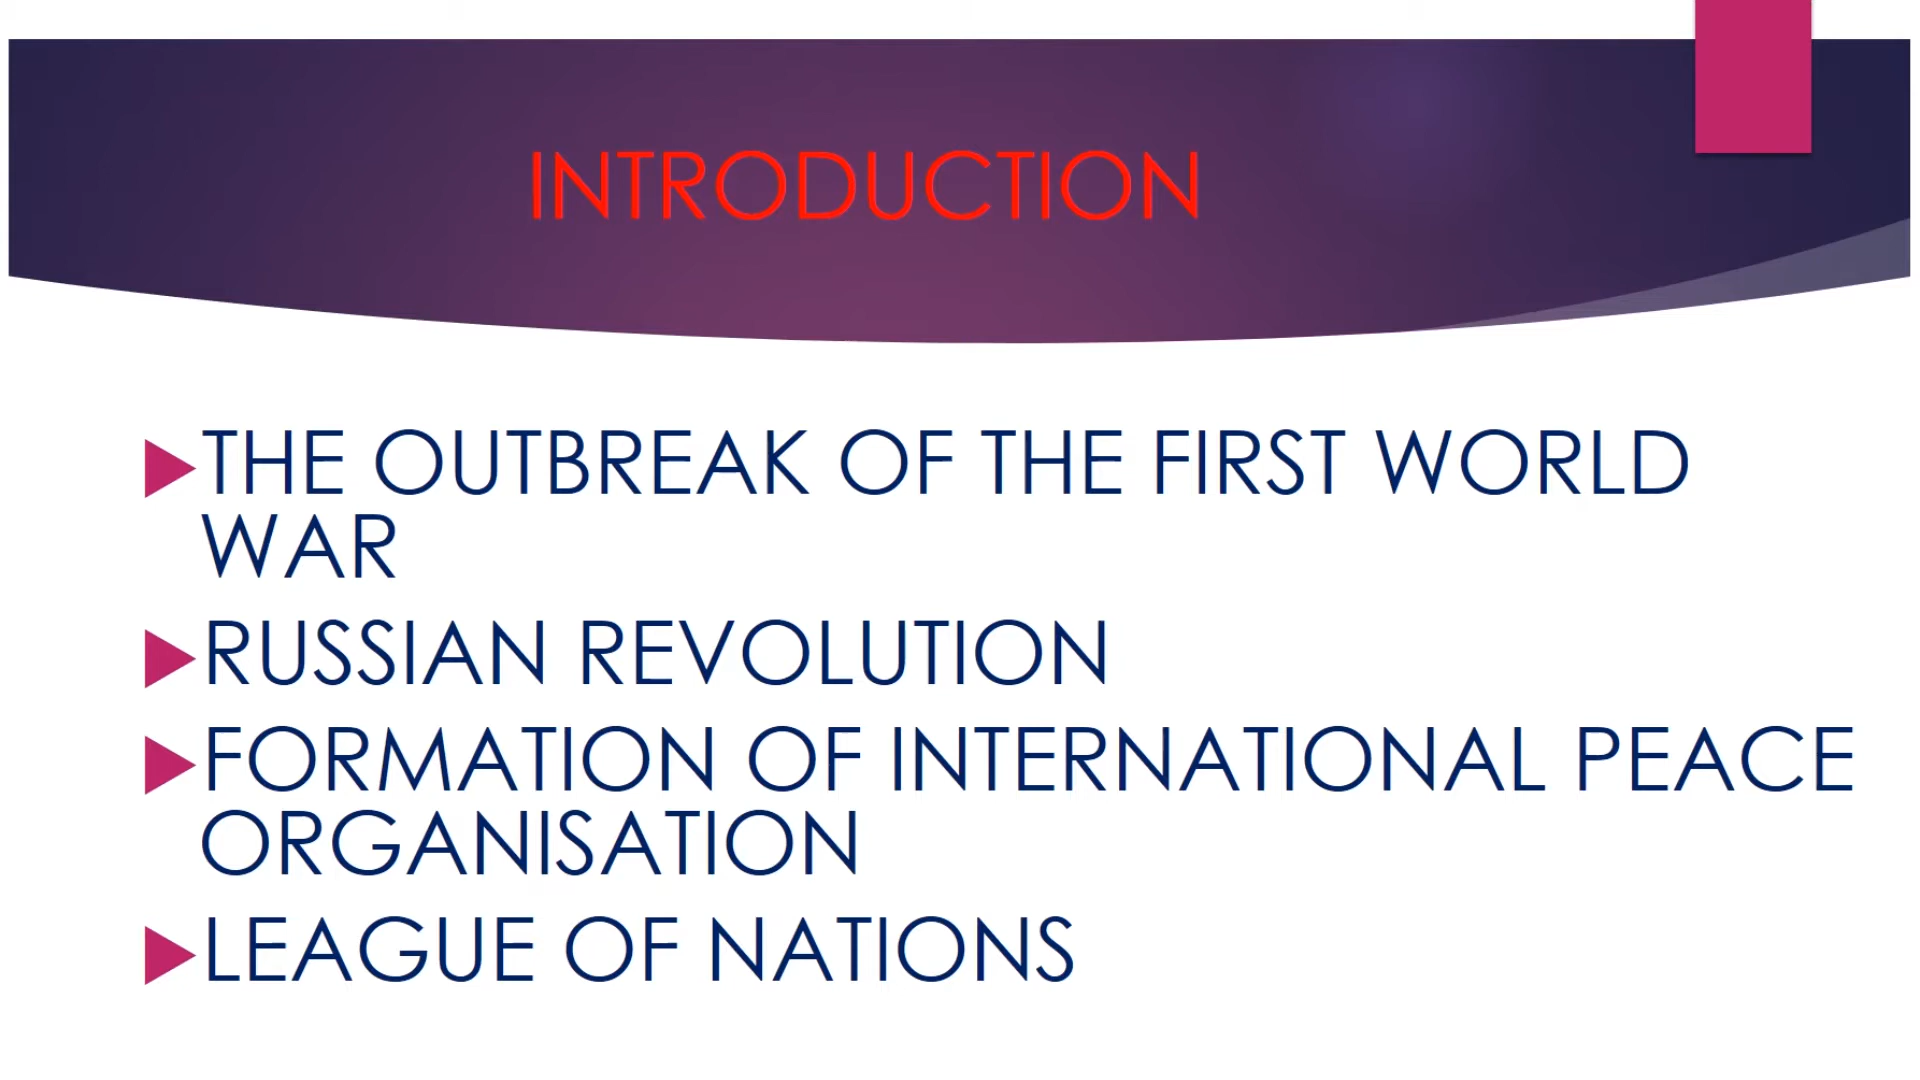 INTRODUCTION
THE OUTBREAK OF THE FIRST WORLD
WAR
RUSSIAN REVOLUTION
FORMATION OF INTERNATIONAL PEACE
ORGANISATION
LEAGUE OF NATIONS